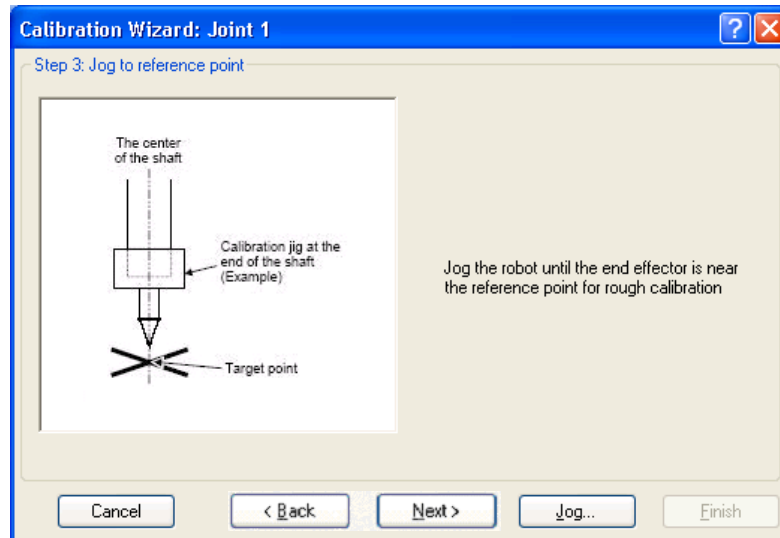 Calibration Wizard: Joint 1
Step 3: Jog to reference point
The center
of the shaft
Calibration jig at the
end of the shaft
(Example)
Target point
Jog the robot until the end effector is near
the reference point for rough calibration
Cancel
< Back
Next >
Jog...
Finish